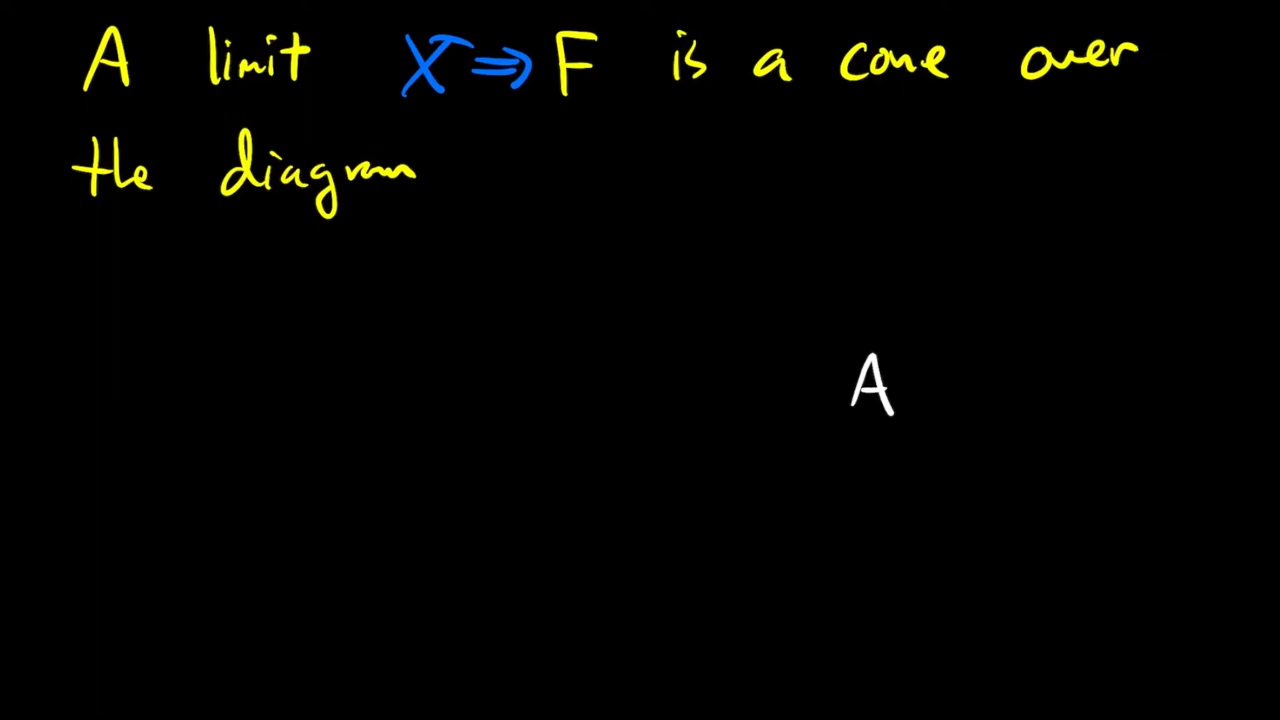 A limit X ⇒ F is a cone over
the diagram
A